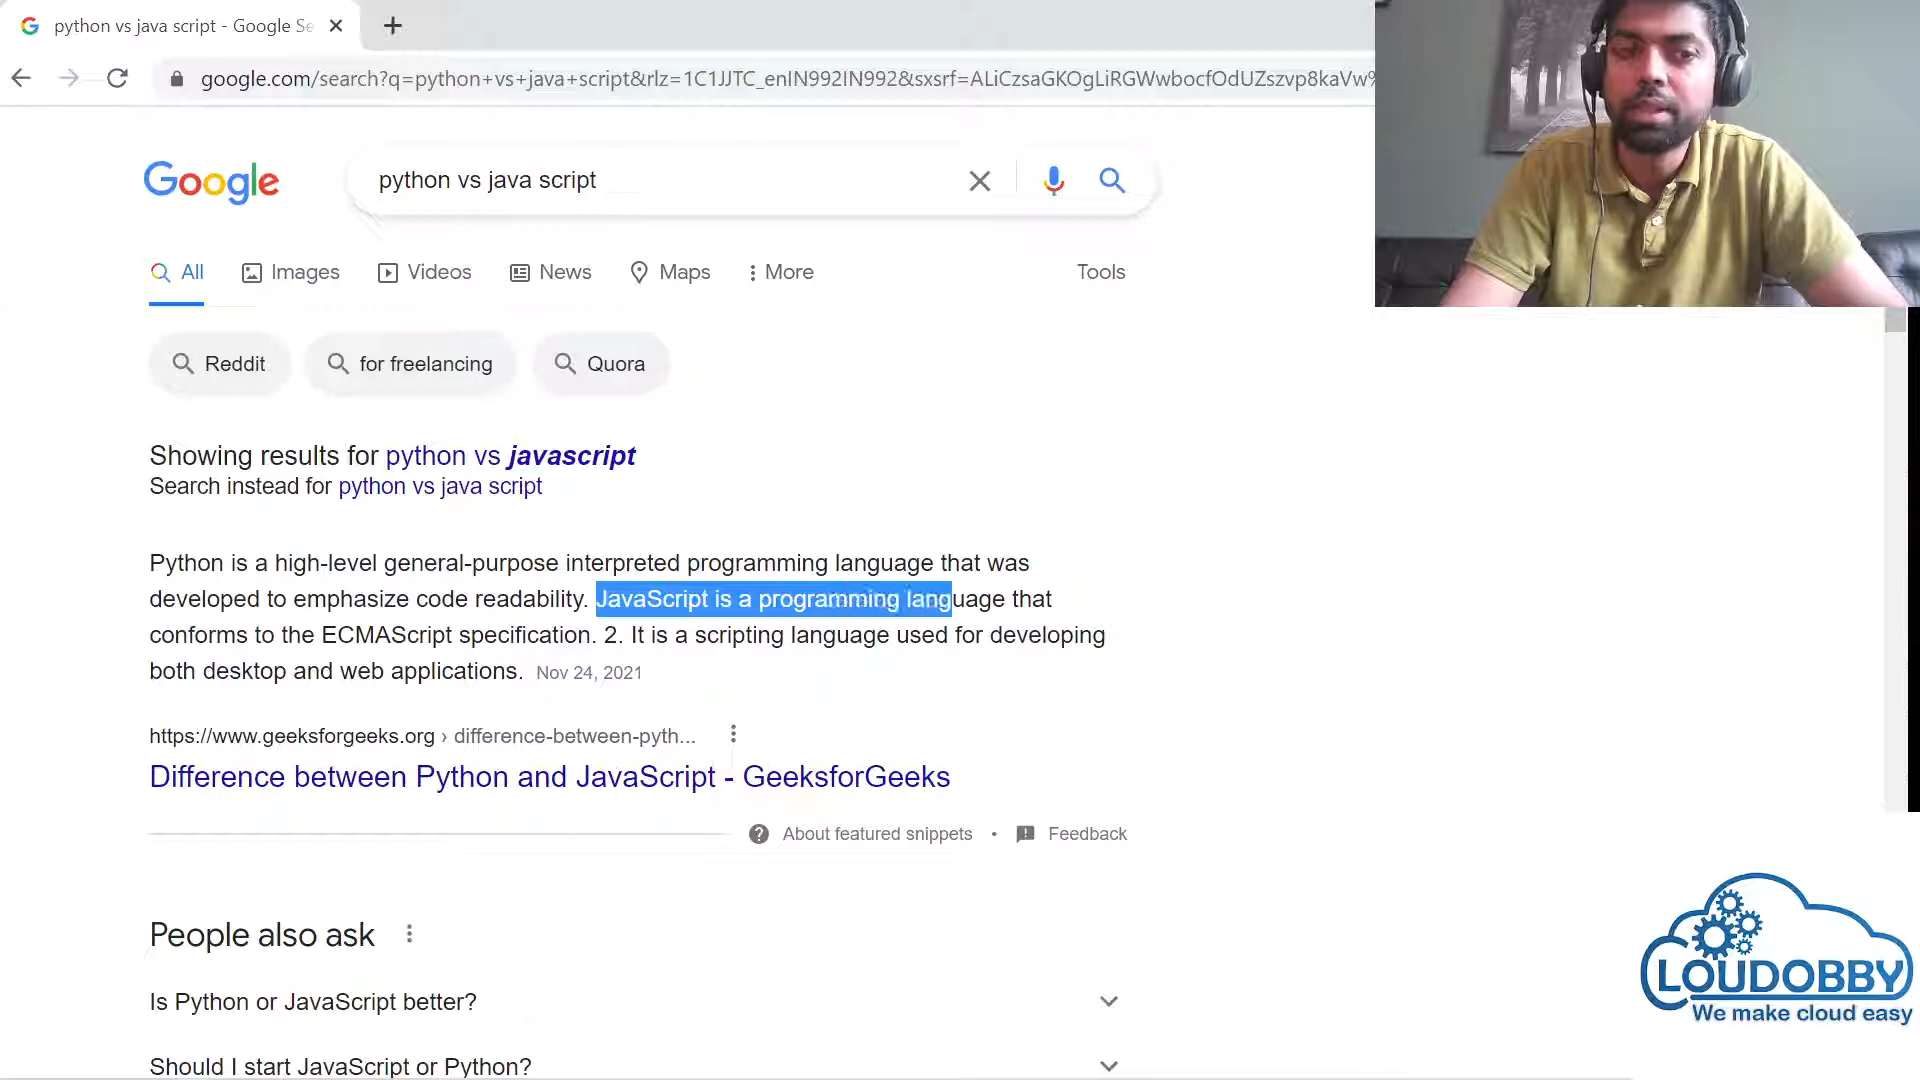 python vs java script - Google Se
google.com/search?q=python+vs+java+script&rlz=1C1JJTC_enIN992IN992&sxsrf=ALiCzsaGKOgLiRGWwbocfOdUZszvp8kaVw%
Google
python vs java script
All Images Videos News Maps More Tools
Reddit for freelancing Quora
Showing results for python vs javascript
Search instead for python vs java script
Python is a high-level general-purpose interpreted programming language that was
developed to emphasize code readability. JavaScript is a programming language that
conforms to the ECMAScript specification. 2. It is a scripting language used for developing
both desktop and web applications. Nov 24, 2021
https://www.geeksforgeeks.org › difference-between-pyth...
Difference between Python and JavaScript - GeeksforGeeks
About featured snippets • Feedback
People also ask
Is Python or JavaScript better?
Should I start JavaScript or Python?
CLOUDOBBY
We make cloud easy